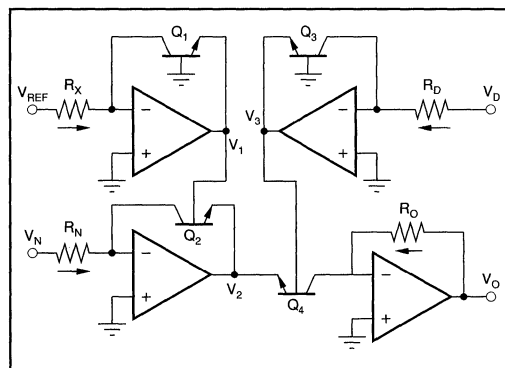 Q1
Q3
VREF
RX
−
+
V1
V3
−
+
RD
VD
VN
RN
Q2
−
+
V2
Q4
RO
−
+
VO